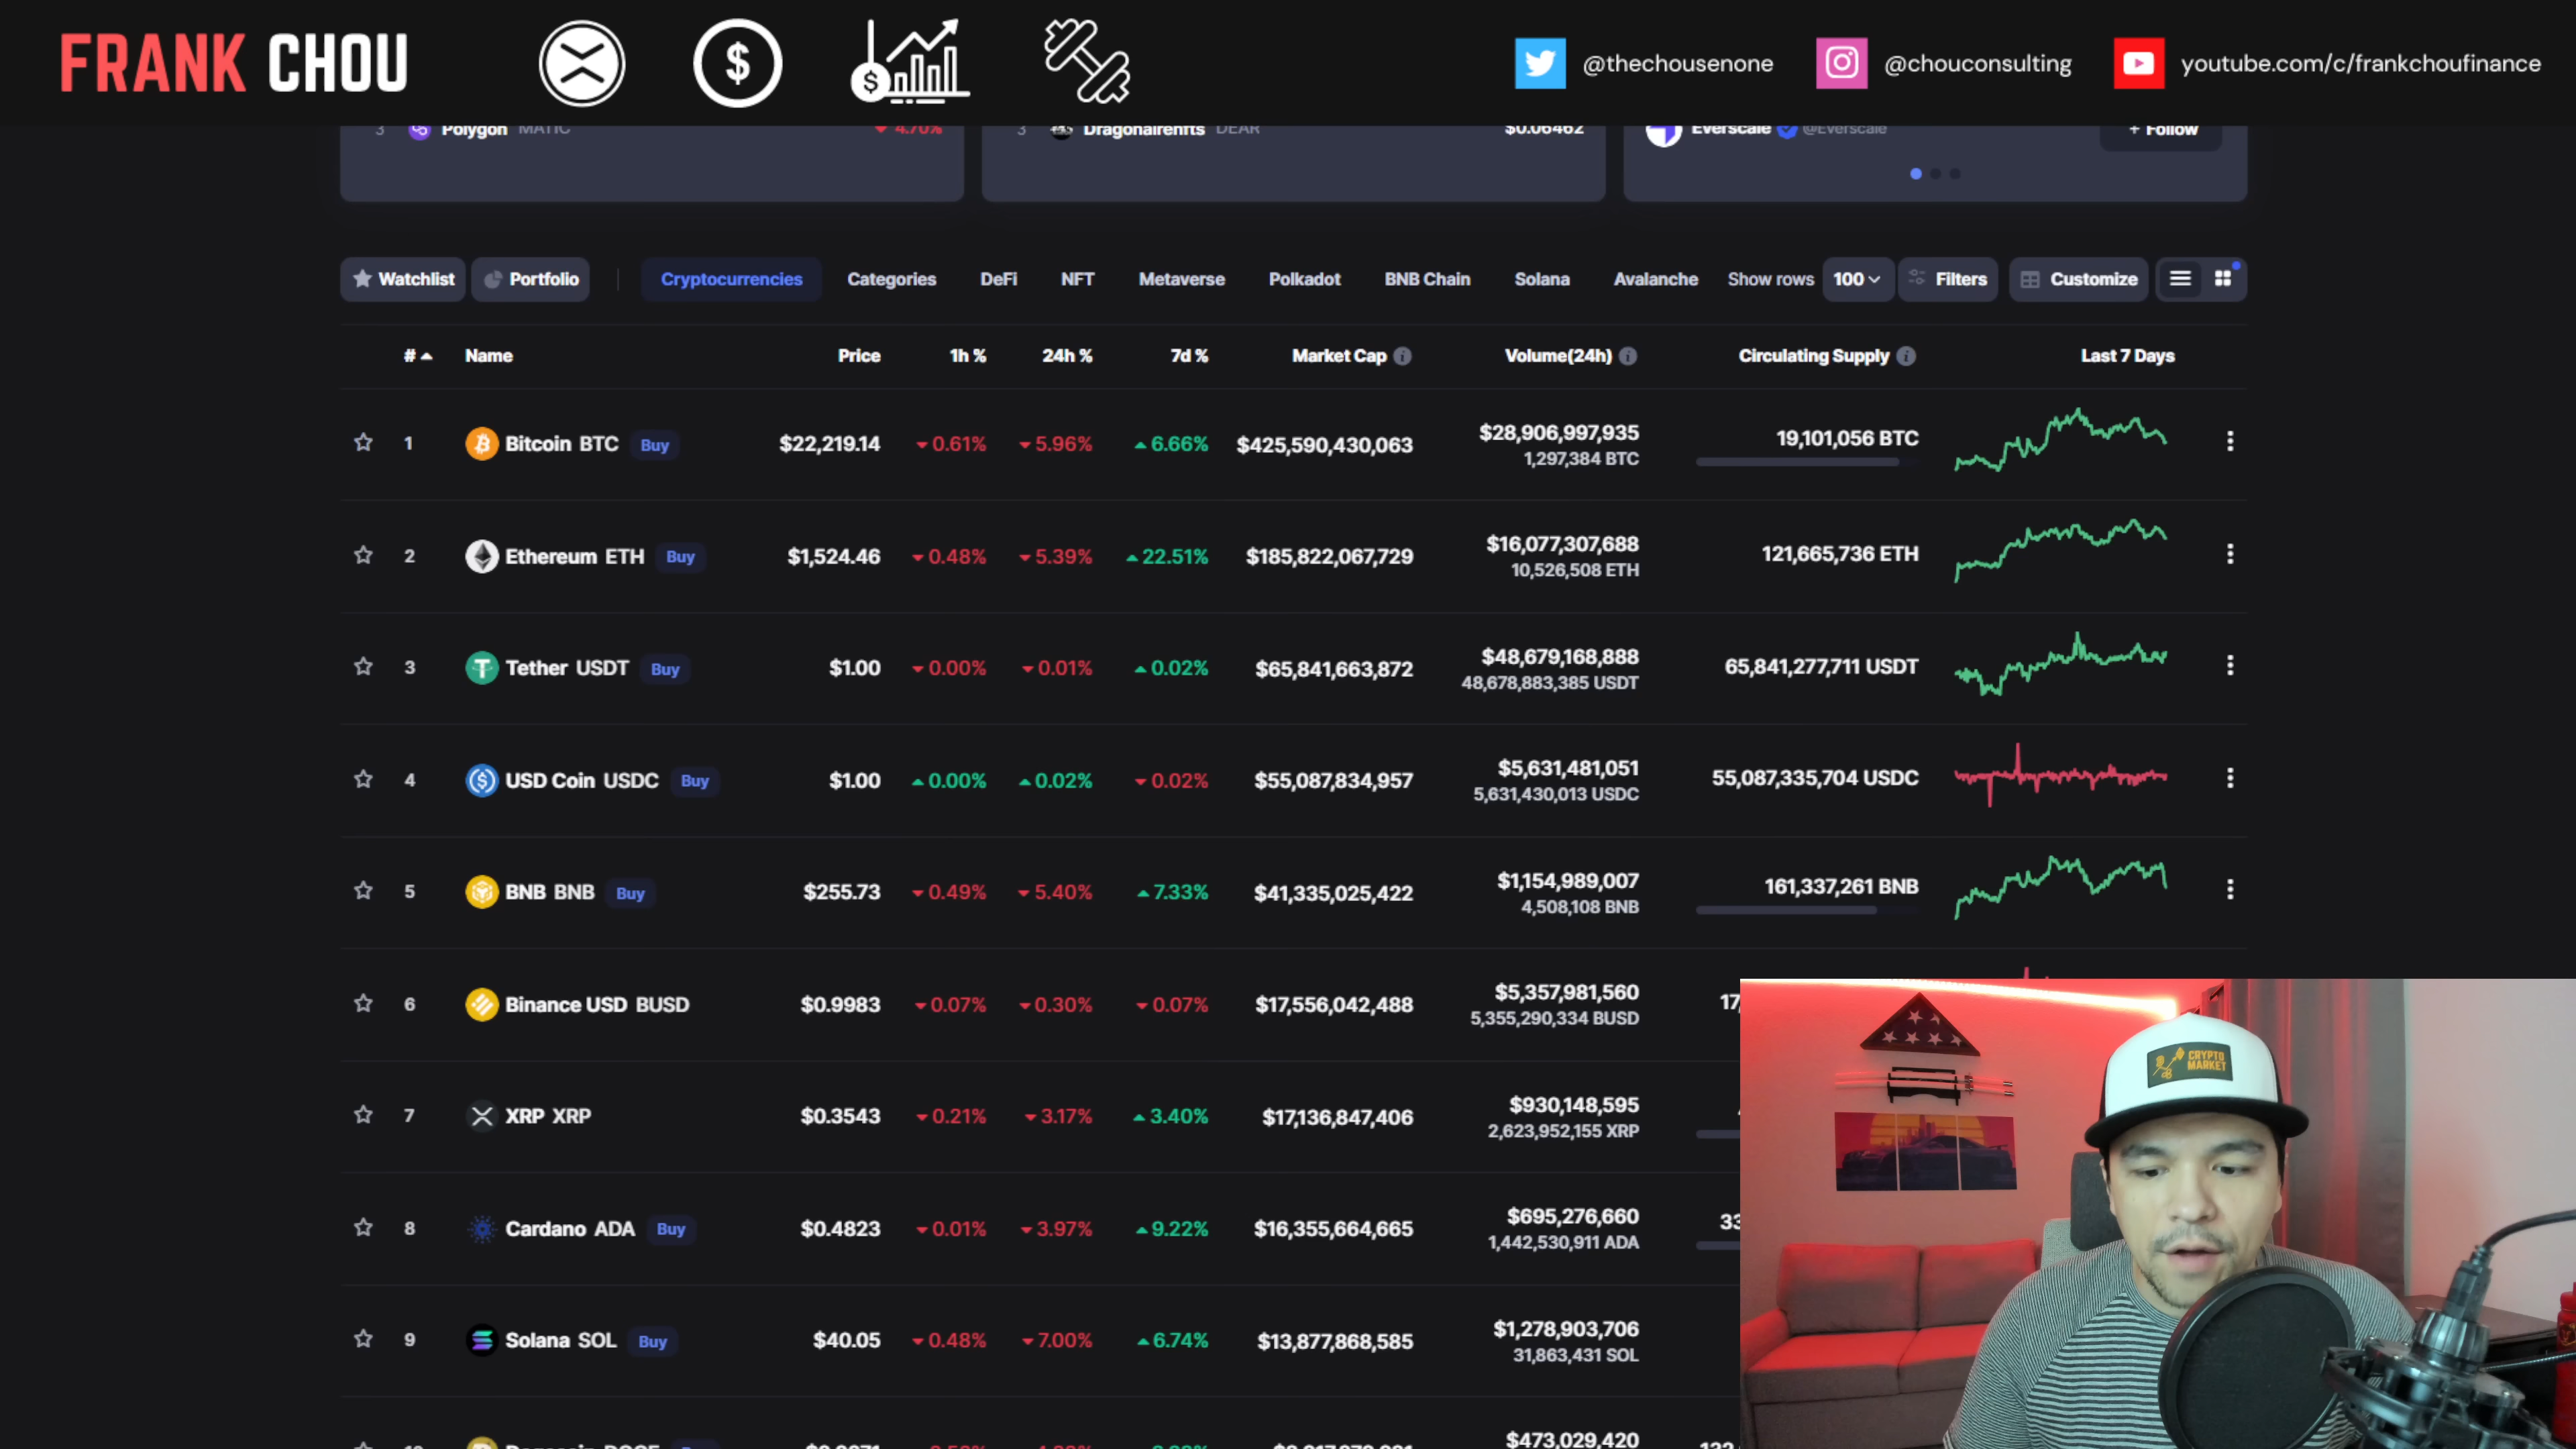 FRANK CHOU
@thechousenone
@chouconsulting
youtube.com/c/frankchoufinance
3 Polygon MATIC 4.70%
3 Dragonairenfts DEAR $0.06462
Everscale @Everscale + Follow
Watchlist Portfolio Cryptocurrencies Categories DeFi NFT Metaverse Polkadot BNB Chain Solana Avalanche Show rows 100 Filters Customize
# Name Price 1h % 24h % 7d % Market Cap Volume(24h) Circulating Supply Last 7 Days
1 Bitcoin BTC Buy $22,219.14 0.61% 5.96% 6.66% $425,590,430,063 $28,906,997,935 19,101,056 BTC
1,297,384 BTC
2 Ethereum ETH Buy $1,524.46 0.48% 5.39% 22.51% $185,822,067,729 $16,077,307,688 121,665,736 ETH
10,526,508 ETH
3 Tether USDT Buy $1.00 0.00% 0.01% 0.02% $65,841,663,872 $48,679,168,888 65,841,277,711 USDT
48,678,883,385 USDT
4 USD Coin USDC Buy $1.00 0.00% 0.02% 0.02% $55,087,834,957 $5,631,481,051 55,087,335,704 USDC
5,631,430,013 USDC
5 BNB BNB Buy $255.73 0.49% 5.40% 7.33% $41,335,025,422 $1,154,989,007 161,337,261 BNB
4,508,108 BNB
6 Binance USD BUSD $0.9983 0.07% 0.30% 0.07% $17,556,042,488 $5,357,981,560 17
5,355,290,334 BUSD
7 XRP XRP $0.3543 0.21% 3.17% 3.40% $17,136,847,406 $930,148,595
2,623,952,155 XRP
8 Cardano ADA Buy $0.4823 0.01% 3.97% 9.22% $16,355,664,665 $695,276,660 33
1,442,530,911 ADA
9 Solana SOL Buy $40.05 0.48% 7.00% 6.74% $13,877,868,585 $1,278,903,706
31,863,431 SOL
$473,029,420
CRYPTO
MARKET